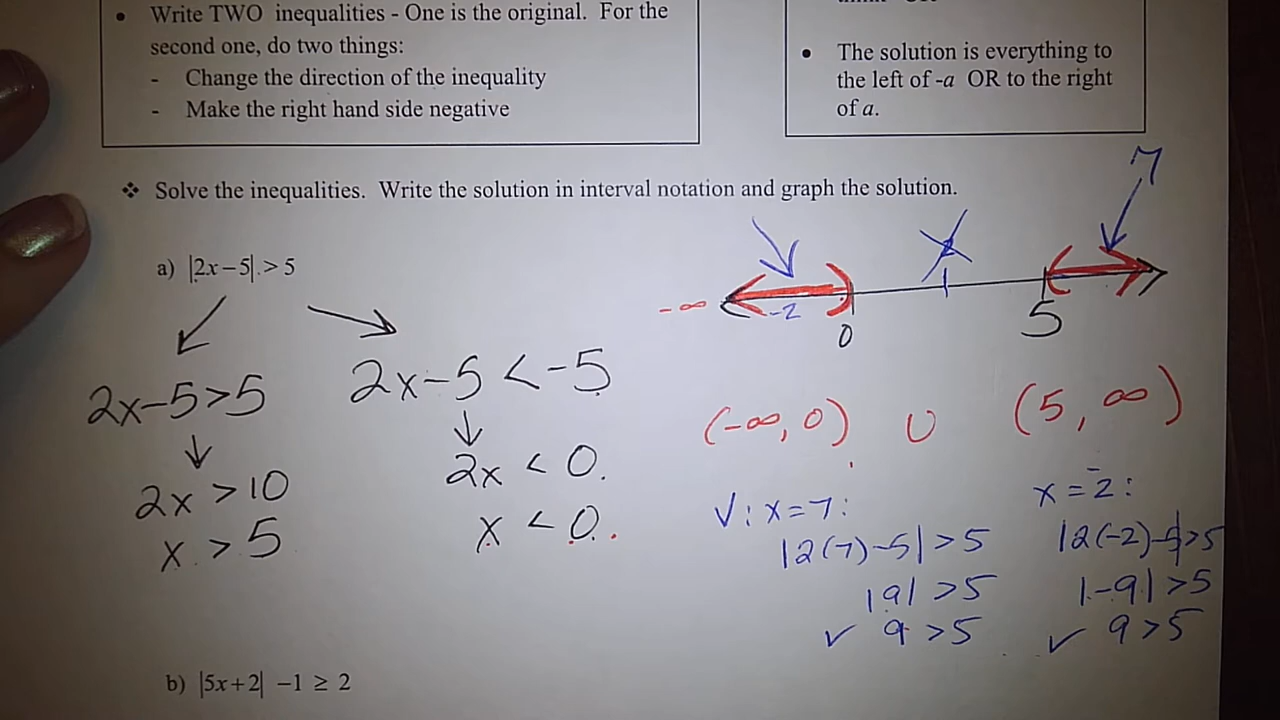 • Write TWO inequalities - One is the original. For the
second one, do two things:
- Change the direction of the inequality
- Make the right hand side negative
• The solution is everything to
the left of -a OR to the right
of a.
❖ Solve the inequalities. Write the solution in interval notation and graph the solution.
a) |2x−5| > 5
2x−5>5
2x > 10
x > 5
2x−5 < −5
2x < 0.
x < 0.
7
-∞ -2 0 1 5
(-∞, 0) ∪ (5, ∞)
√: x=7:
|2(7)−5| > 5
|9| > 5
✓ 9 > 5
x = -2:
|2(-2)−5|>5
|-9| >5
✓ 9>5
b) |5x+2| −1 ≥ 2